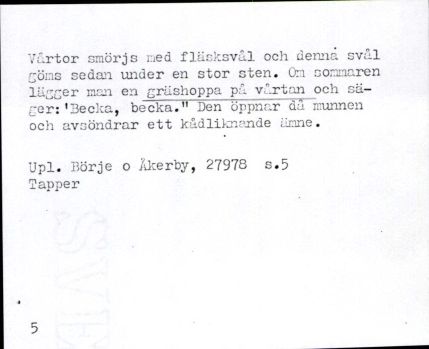 Vårtor smörjs med fläsksvål och denna svål
göms sedan under en stor sten. Om sommaren
lägger man en gräshoppa på vårtan och sä-
ger:'Becka, becka." Den öppnar då munnen
och avsöndrar ett kådliknande ämne.
Upl. Börje o Åkerby, 27978 s.5
Tapper
5